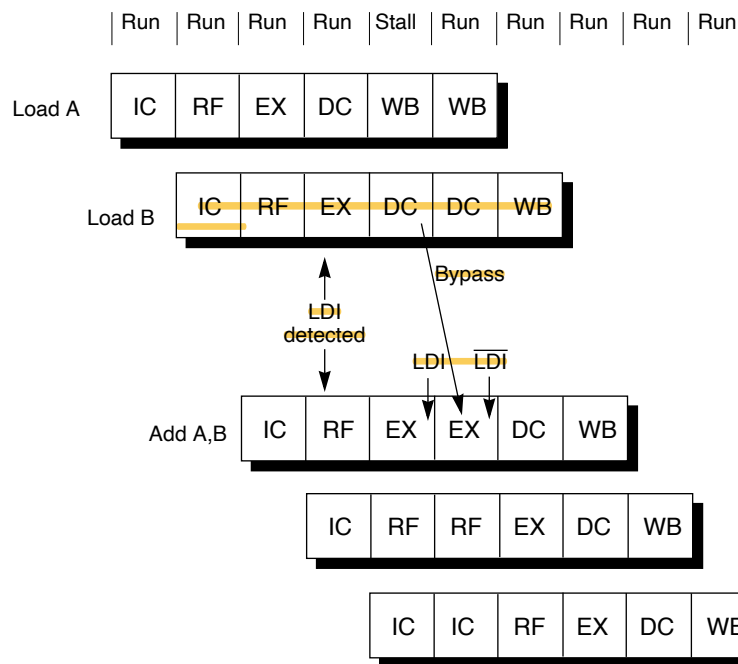 Run Run Run Run Stall Run Run Run Run Run
Load A IC RF EX DC WB WB
Load B IC RF EX DC DC WB
Bypass
LDI
detected
LDI LDI
Add A,B IC RF EX EX DC WB
IC RF RF EX DC WB
IC IC RF EX DC WB